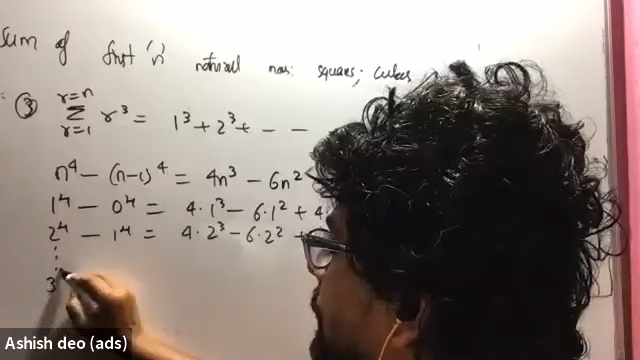 Sum of first 'n' natural nos: square; cubes
③ r=n Σ r=1 r³ = 1³ + 2³ + - -
n⁴ - (n-1)⁴ = 4n³ - 6n²
1⁴ - 0⁴ = 4·1³ - 6·1² + 4
2⁴ - 1⁴ = 4·2³ - 6·2² +
⋮
3
Ashish deo (ads)